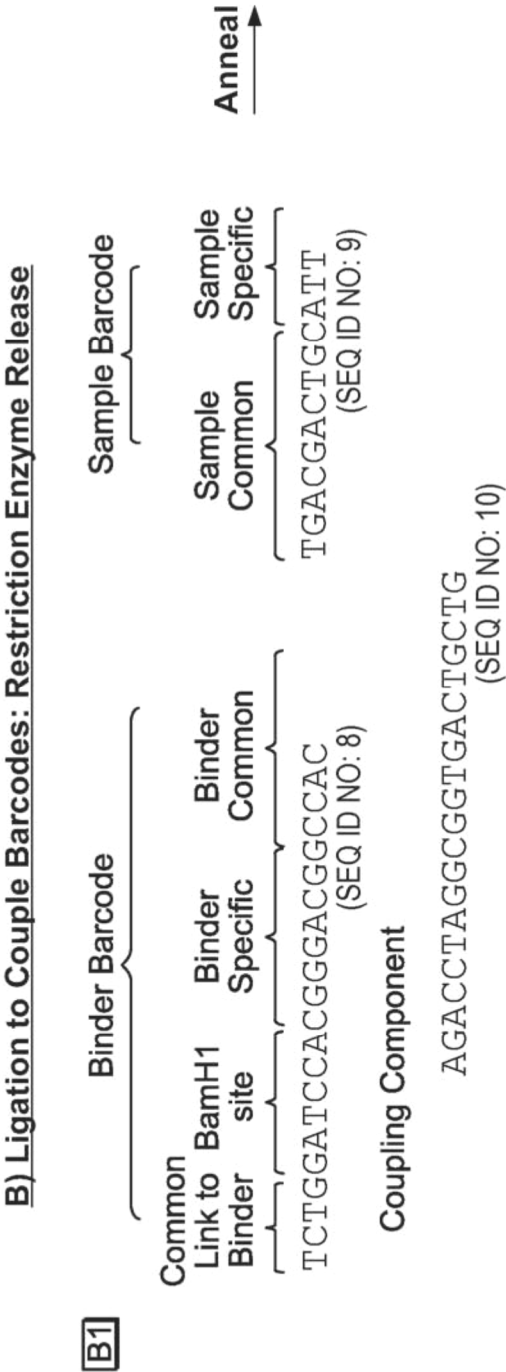 B) Ligation to Couple Barcodes: Restriction Enzyme Release
B1
Binder Barcode
Sample Barcode
Common
Link to
Binder
BamH1
site
Binder
Specific
Binder
Common
Sample
Common
Sample
Specific
Anneal
TCTGGATCCACGGGACGGCCAC
(SEQ ID NO: 8)
TGACGACTGCATT
(SEQ ID NO: 9)
Coupling Component
AGACCTAGGCGGTGACTGCTG
(SEQ ID NO: 10)